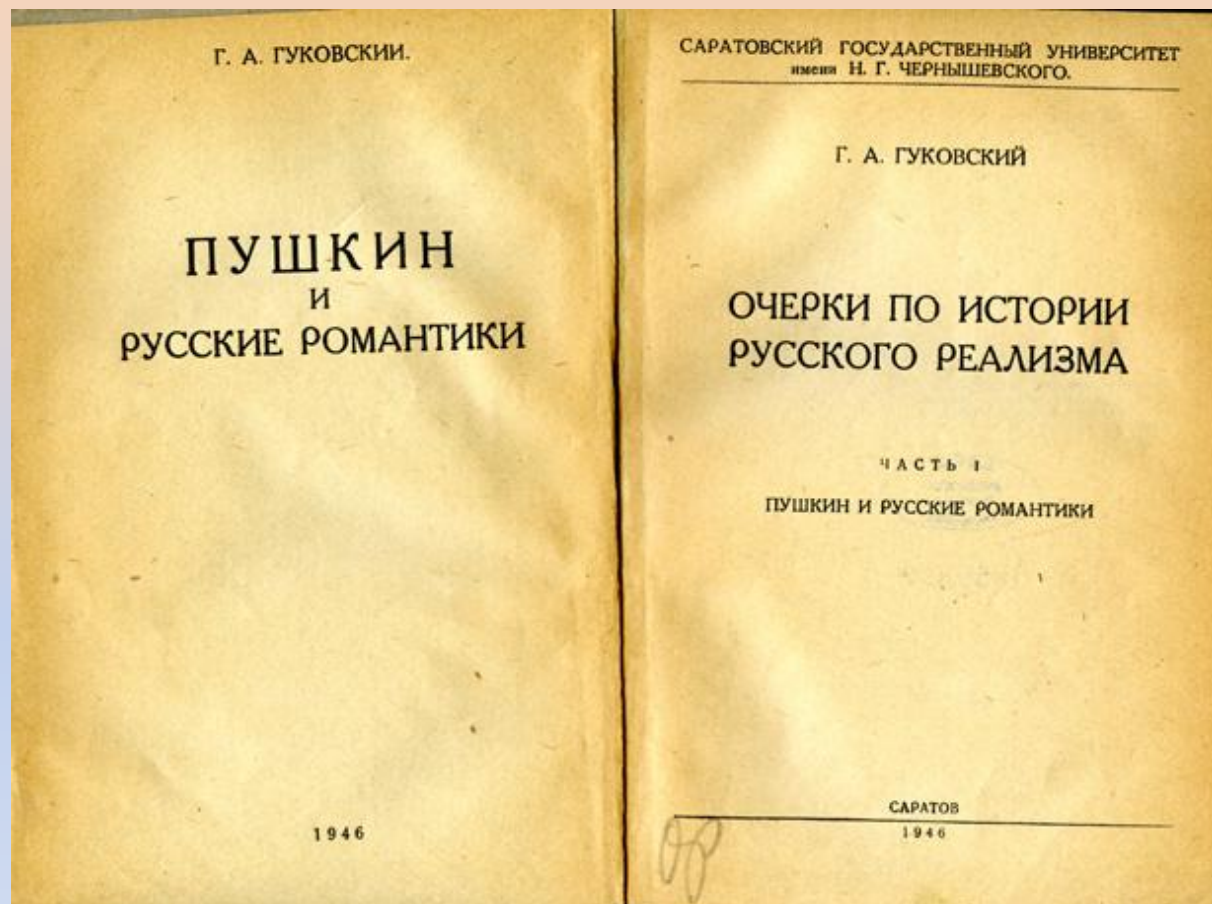 Г. А. ГУКОВСКИИ.
ПУШКИН
И
РУССКИЕ РОМАНТИКИ
1946
САРАТОВСКИЙ ГОСУДАРСТВЕННЫЙ УНИВЕРСИТЕТ
имени Н. Г. ЧЕРНЫШЕВСКОГО.
Г. А. ГУКОВСКИЙ
ОЧЕРКИ ПО ИСТОРИИ
РУССКОГО РЕАЛИЗМА
ЧАСТЬ I
ПУШКИН И РУССКИЕ РОМАНТИКИ
САРАТОВ
1946